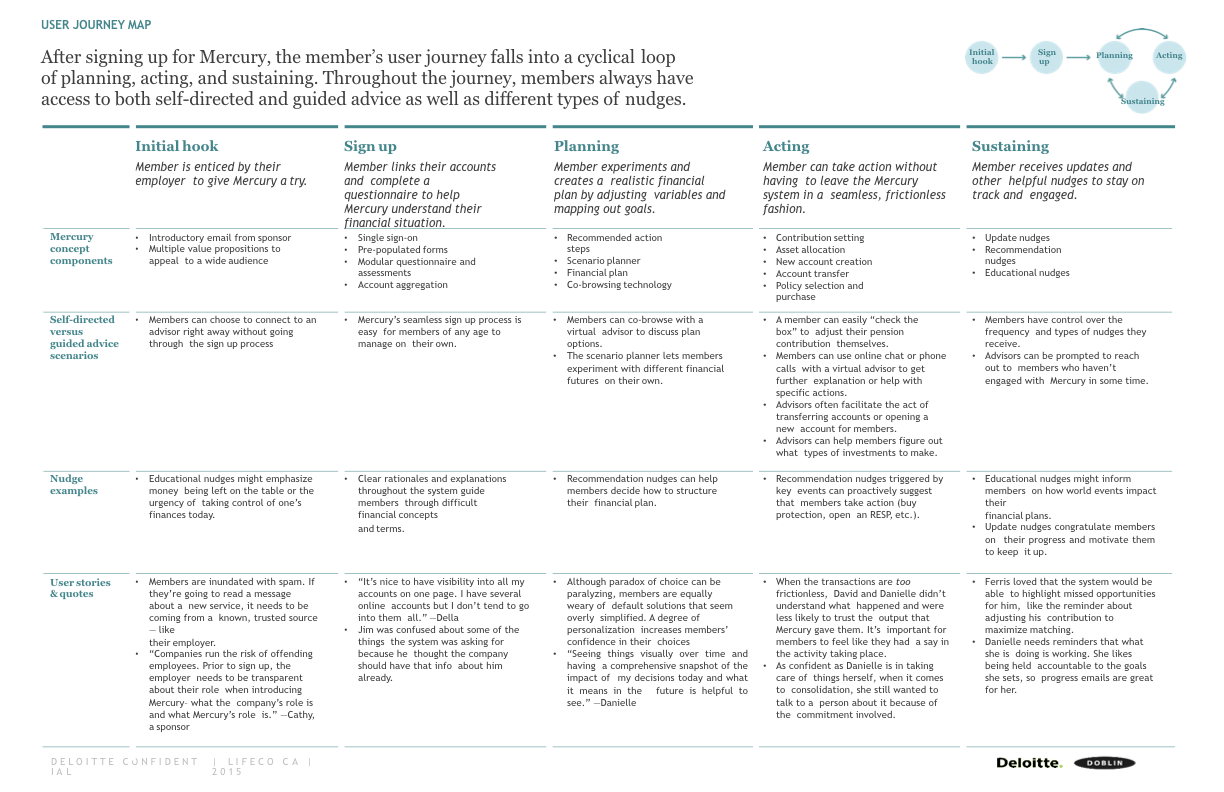 USER JOURNEY MAP
After signing up for Mercury, the member's user journey falls into a cyclical loop
of planning, acting, and sustaining. Throughout the journey, members always have
access to both self-directed and guided advice as well as different types of nudges.
Initial
hook
Sign
up
Planning
Acting
Sustaining
Initial hook
Member is enticed by their
employer to give Mercury a try.
Sign up
Member links their accounts
and complete a
questionnaire to help
Mercury understand their
financial situation.
Planning
Member experiments and
creates a realistic financial
plan by adjusting variables and
mapping out goals.
Acting
Member can take action without
having to leave the Mercury
system in a seamless, frictionless
fashion.
Sustaining
Member receives updates and
other helpful nudges to stay on
track and engaged.
Mercury
concept
components
• Introductory email from sponsor
• Multiple value propositions to
appeal to a wide audience
• Single sign-on
• Pre-populated forms
• Modular questionnaire and
assessments
• Account aggregation
• Recommended action
steps
• Scenario planner
• Financial plan
• Co-browsing technology
• Contribution setting
• Asset allocation
• New account creation
• Account transfer
• Policy selection and
purchase
• Update nudges
• Recommendation
nudges
• Educational nudges
Self-directed
versus
guided advice
scenarios
• Members can choose to connect to an
advisor right away without going
through the sign up process
• Mercury's seamless sign up process is
easy for members of any age to
manage on their own.
• Members can co-browse with a
virtual advisor to discuss plan
options.
• The scenario planner lets members
experiment with different financial
futures on their own.
• A member can easily "check the
box" to adjust their pension
contribution themselves.
• Members can use online chat or phone
calls with a virtual advisor to get
further explanation or help with
specific actions.
• Advisors often facilitate the act of
transferring accounts or opening a
new account for members.
• Advisors can help members figure out
what types of investments to make.
• Members have control over the
frequency and types of nudges they
receive.
• Advisors can be prompted to reach
out to members who haven't
engaged with Mercury in some time.
Nudge
examples
• Educational nudges might emphasize
money being left on the table or the
urgency of taking control of one's
finances today.
• Clear rationales and explanations
throughout the system guide
members through difficult
financial concepts
and terms.
• Recommendation nudges can help
members decide how to structure
their financial plan.
• Recommendation nudges triggered by
key events can proactively suggest
that members take action (buy
protection, open an RESP, etc.).
• Educational nudges might inform
members on how world events impact
their
financial plans.
• Update nudges congratulate members
on their progress and motivate them
to keep it up.
User stories
& quotes
• Members are inundated with spam. If
they're going to read a message
about a new service, it needs to be
coming from a known, trusted source
— like
their employer.
• "Companies run the risk of offending
employees. Prior to sign up, the
employer needs to be transparent
about their role when introducing
Mercury- what the company's role is
and what Mercury's role is." —Cathy,
a sponsor
• "It's nice to have visibility into all my
accounts on one page. I have several
online accounts but I don't tend to go
into them all." —Della
• Jim was confused about some of the
things the system was asking for
because he thought the company
should have that info about him
already.
• Although paradox of choice can be
paralyzing, members are equally
weary of default solutions that seem
overly simplified. A degree of
personalization increases members'
confidence in their choices
• "Seeing things visually over time and
having a comprehensive snapshot of the
impact of my decisions today and what
it means in the future is helpful to
see." —Danielle
• When the transactions are too
frictionless, David and Danielle didn't
understand what happened and were
less likely to trust the output that
Mercury gave them. It's important for
members to feel like they had a say in
the activity taking place.
• As confident as Danielle is in taking
care of things herself, when it comes
to consolidation, she still wanted to
talk to a person about it because of
the commitment involved.
• Ferris loved that the system would be
able to highlight missed opportunities
for him, like the reminder about
adjusting his contribution to
maximize matching.
• Danielle needs reminders that what
she is doing is working. She likes
being held accountable to the goals
she sets, so progress emails are great
for her.
DELOITTE CONFIDENT | LIFECO CA |
IAL 2015
Deloitte. DOBLIN